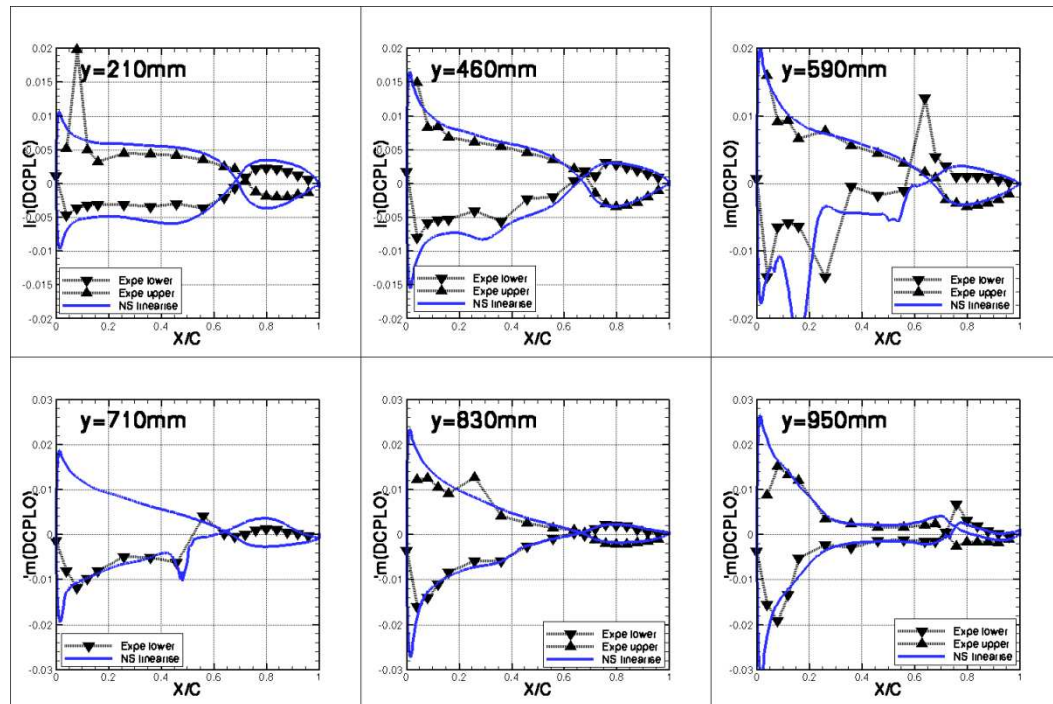 y=210mm
Im(DCPLO)
0.02
0.015
0.01
0.005
0
-0.005
-0.01
-0.015
-0.02
Expe lower
Expe upper
NS linearise
0 0.2 0.4 0.6 0.8 1
X/C
y=460mm
Im(DCPLO)
0.02
0.015
0.01
0.005
0
-0.005
-0.01
-0.015
-0.02
Expe lower
Expe upper
NS linearise
0 0.2 0.4 0.6 0.8 1
X/C
y=590mm
Im(DCPLO)
0.02
0.01
0
-0.01
-0.02
Expe lower
Expe upper
NS linearise
0 0.2 0.4 0.6 0.8 1
X/C
y=710mm
'm(DCPLO)
0.03
0.02
0.01
0
-0.01
-0.02
-0.03
Expe lower
NS linearise
0 0.2 0.4 0.6 0.8 1
X/C
y=830mm
'm(DCPLO)
0.03
0.02
0.01
0
-0.01
-0.02
-0.03
Expe lower
Expe upper
NS linearise
0 0.2 0.4 0.6 0.8 1
X/C
y=950mm
'm(DCPLO)
0.03
0.02
0.01
0
-0.01
-0.02
-0.03
Expe lower
Expe upper
NS linearise
0 0.2 0.4 0.6 0.8 1
X/C